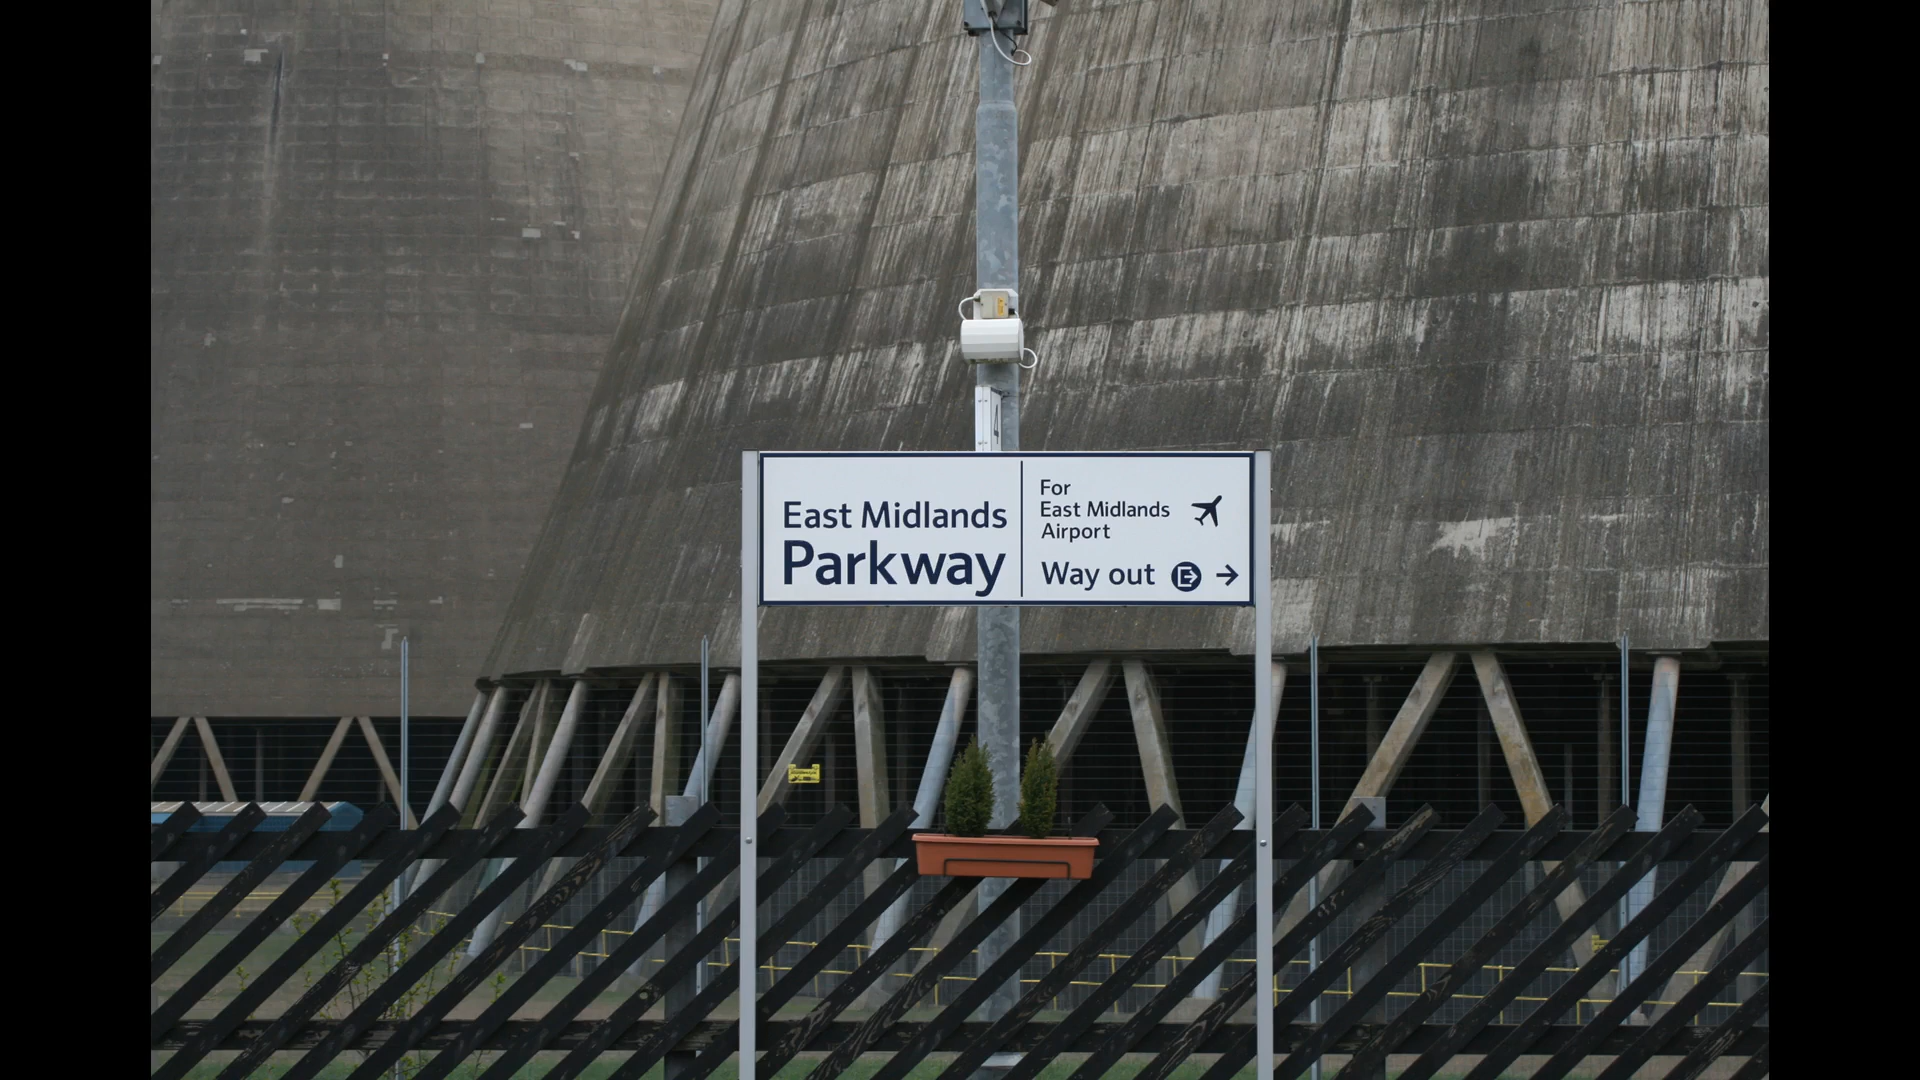 East Midlands
Parkway
For
East Midlands
Airport
Way out